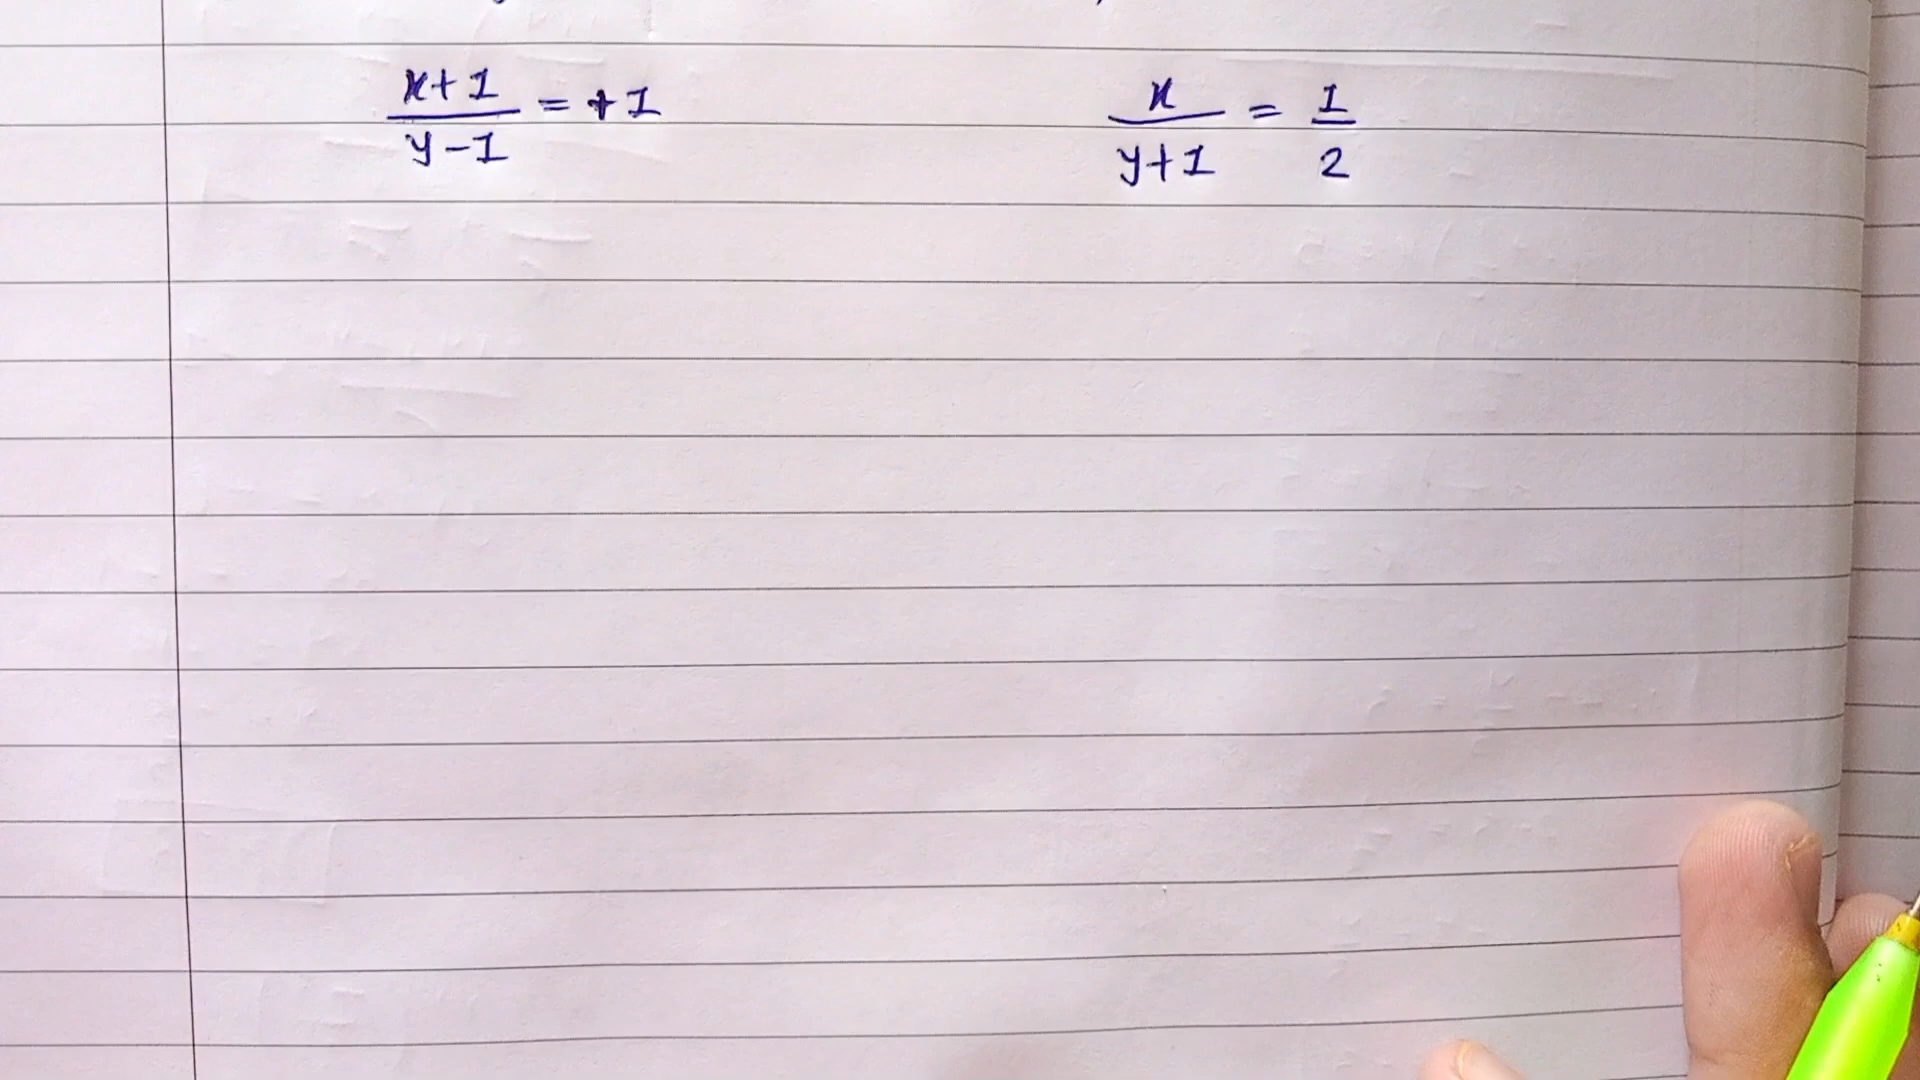 x+1/y-1 = +1
x/y+1 = 1/2